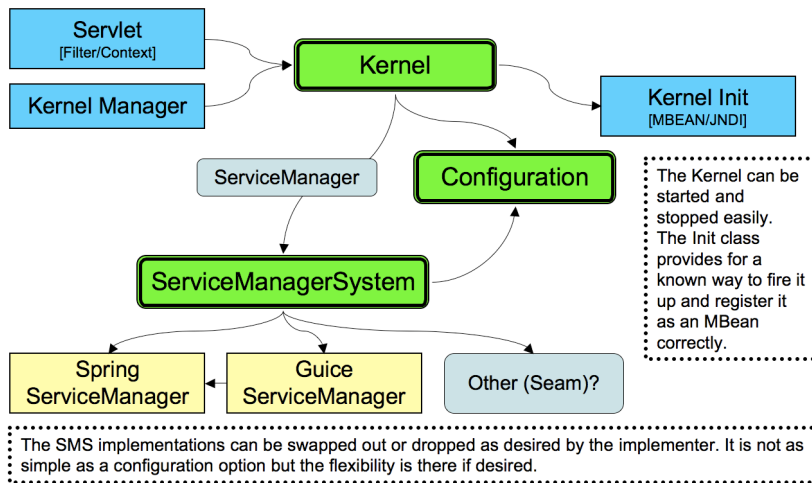 Servlet
[Filter/Context]
Kernel Manager
Kernel
Kernel Init
[MBEAN/JNDI]
ServiceManager
Configuration
The Kernel can be
started and
stopped easily.
The Init class
provides for a
known way to fire it
up and register it
as an MBean
correctly.
ServiceManagerSystem
Spring
ServiceManager
Guice
ServiceManager
Other (Seam)?
The SMS implementations can be swapped out or dropped as desired by the implementer. It is not as
simple as a configuration option but the flexibility is there if desired.